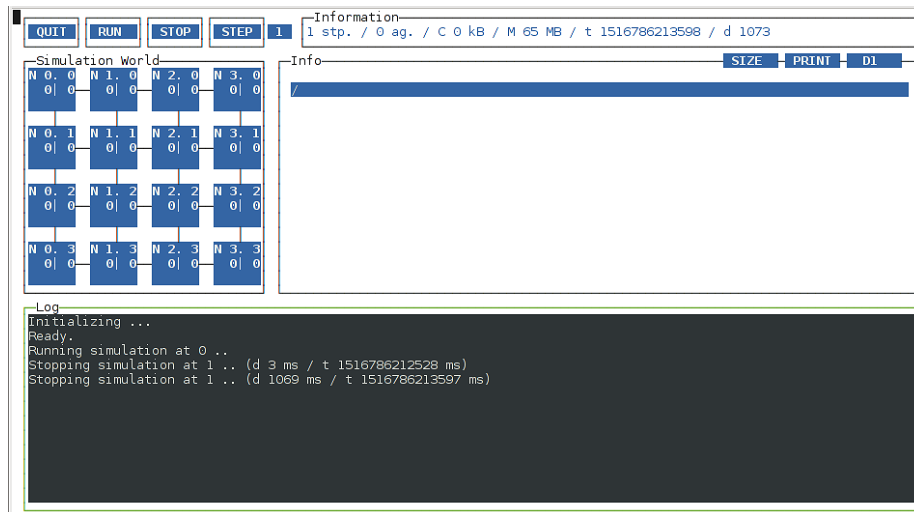 Information
QUIT RUN STOP STEP 1 1 stp. / 0 ag. / C 0 kB / M 65 MB / t 1516786213598 / d 1073
Simulation World
Info SIZE PRINT D1
N 0. 0 N 1. 0 N 2. 0 N 3. 0
0| 0 0| 0 0| 0 0| 0
/
N 0. 1 N 1. 1 N 2. 1 N 3. 1
0| 0 0| 0 0| 0 0| 0
N 0. 2 N 1. 2 N 2. 2 N 3. 2
0| 0 0| 0 0| 0 0| 0
N 0. 3 N 1. 3 N 2. 3 N 3. 3
0| 0 0| 0 0| 0 0| 0
Log
Initializing ...
Ready.
Running simulation at 0 ..
Stopping simulation at 1 .. (d 3 ms / t 1516786212528 ms)
Stopping simulation at 1 .. (d 1069 ms / t 1516786213597 ms)